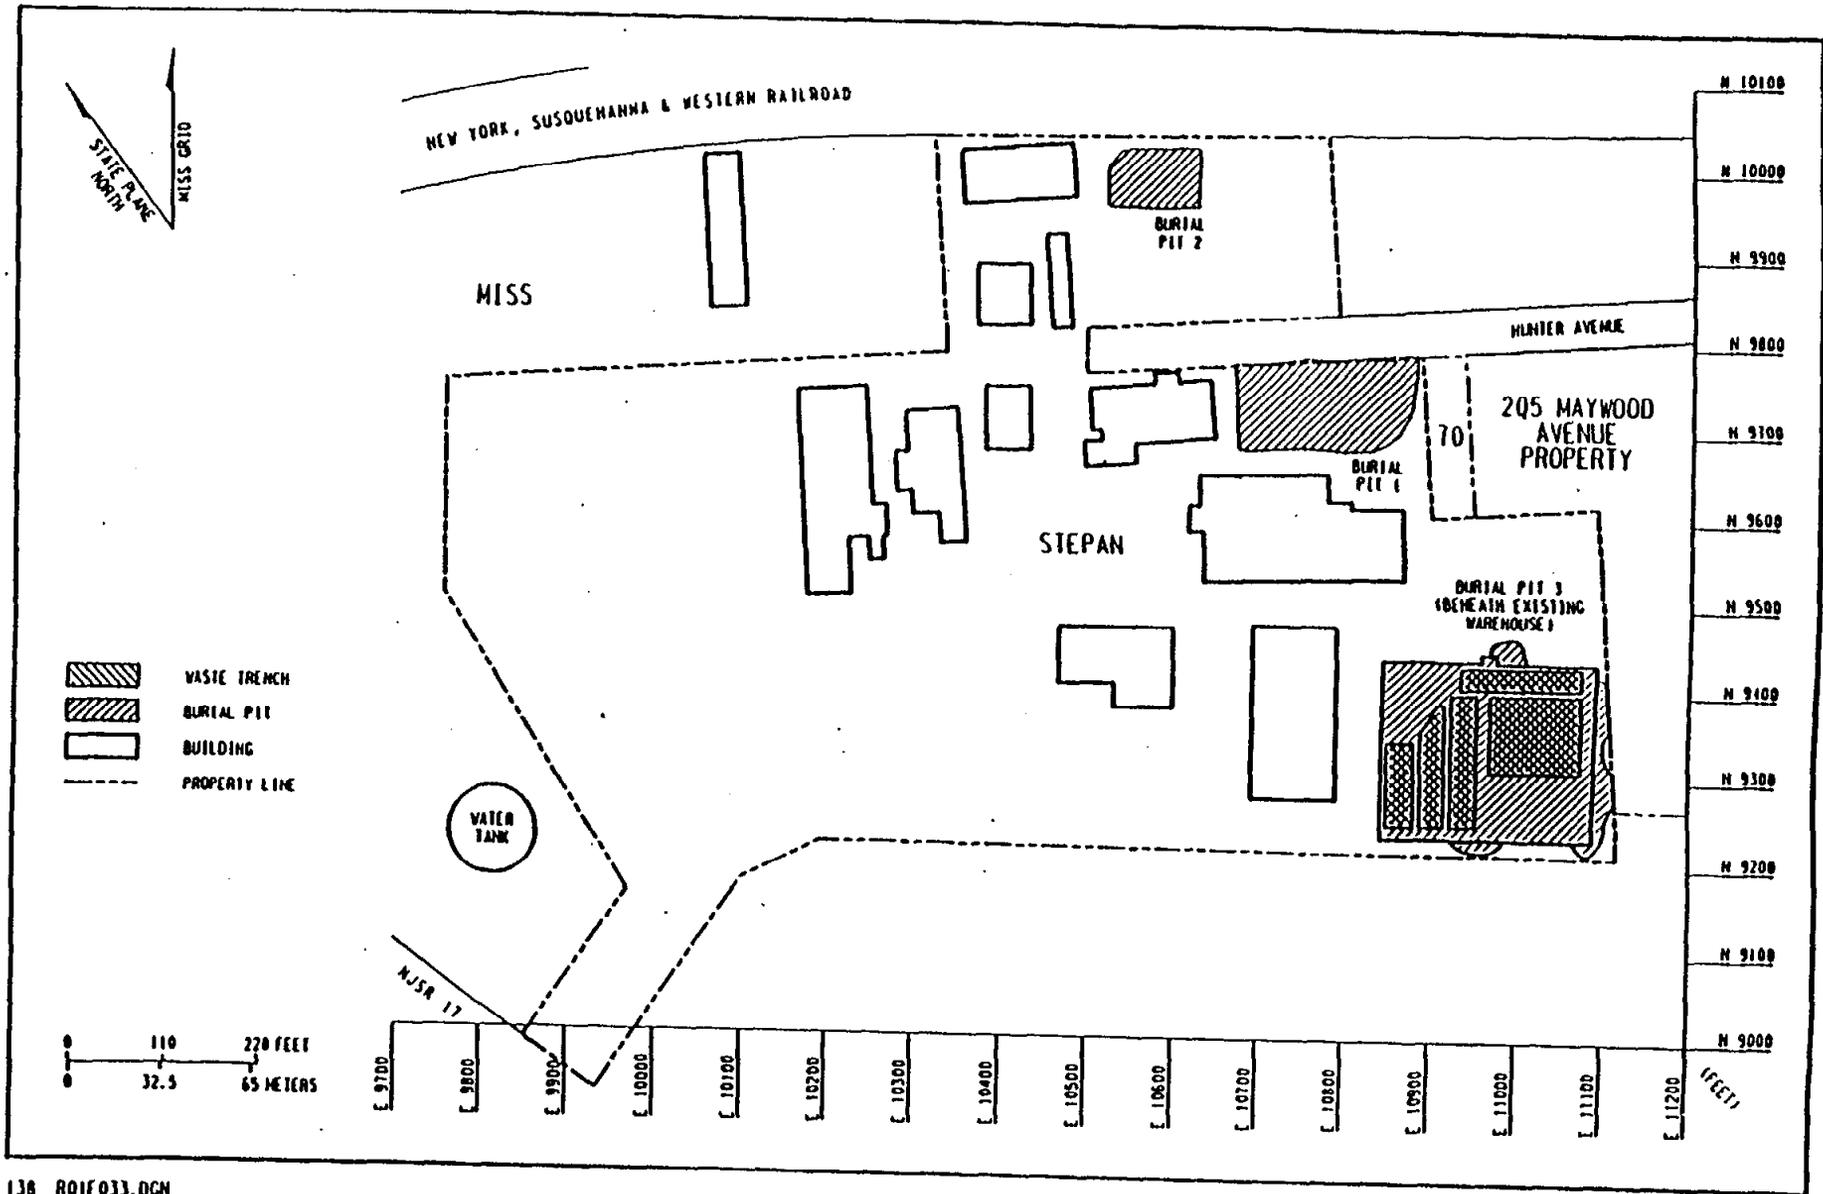 NEW YORK, SUSQUEHANNA & WESTERN RAILROAD
STATE PLANE
NORTH
MISS GRID
MISS
BURIAL
PIT 2
HUNTER AVENUE
205 MAYWOOD
AVENUE
PROPERTY
70
BURIAL
PIT 1
STEPAN
BURIAL PIT 3
(BENEATH EXISTING
WAREHOUSE)
WASTE TRENCH
BURIAL PIT
BUILDING
PROPERTY LINE
WATER
TANK
NJSR 17
0 110 220 FEET
0 32.5 65 METERS
N 10100
N 10000
N 9900
N 9800
N 9700
N 9600
N 9500
N 9400
N 9300
N 9200
N 9100
N 9000
(FEET)
E 9700
E 9800
E 9900
E 10000
E 10100
E 10200
E 10300
E 10400
E 10500
E 10600
E 10700
E 10800
E 10900
E 11000
E 11100
E 11200
138 R01F033.DGN